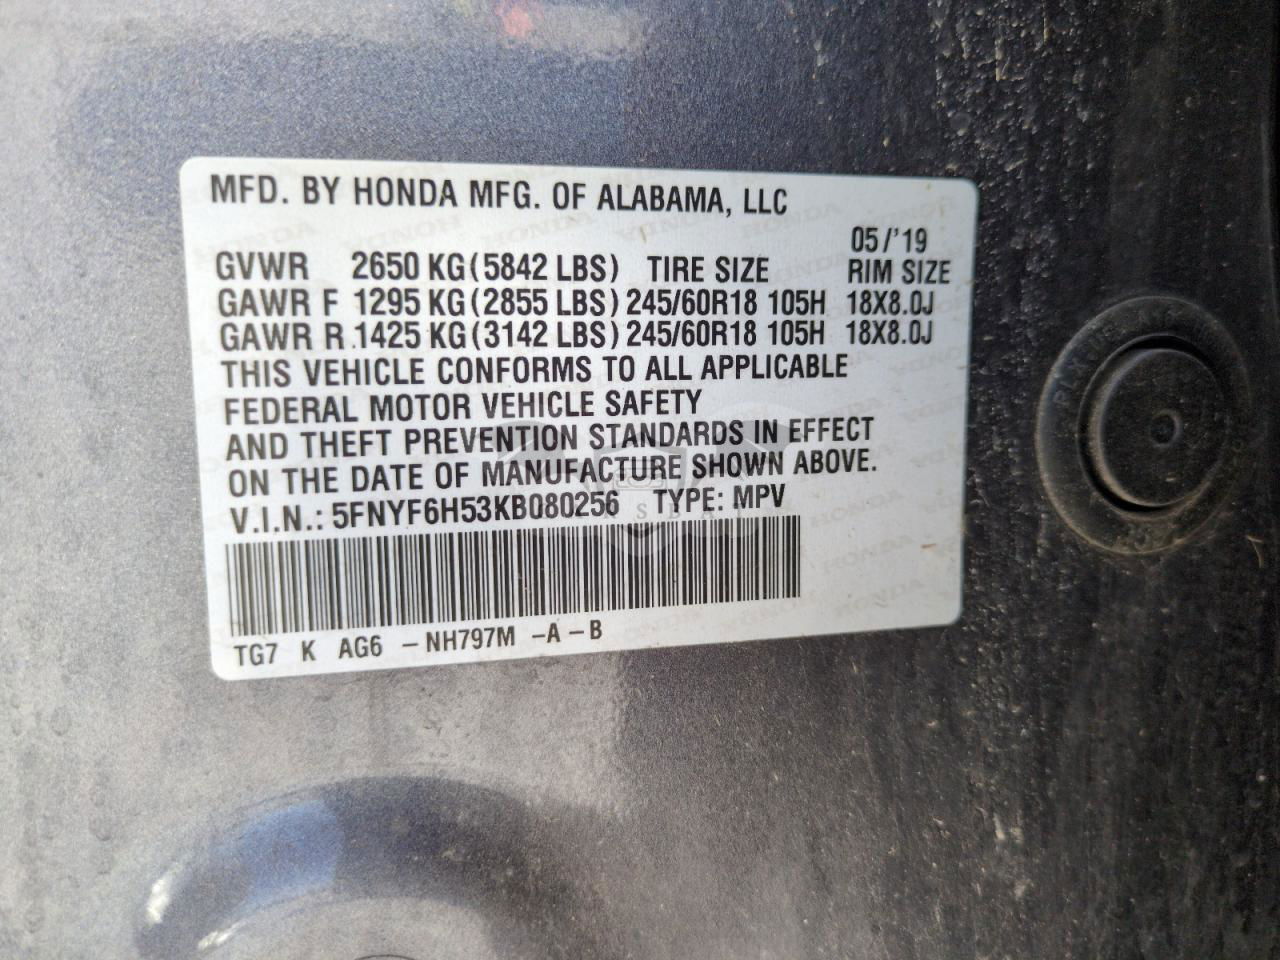 MFD. BY HONDA MFG. OF ALABAMA, LLC
05/'19
GVWR 2650 KG (5842 LBS) TIRE SIZE RIM SIZE
GAWR F 1295 KG (2855 LBS) 245/60R18 105H 18X8.0J
GAWR R 1425 KG (3142 LBS) 245/60R18 105H 18X8.0J
THIS VEHICLE CONFORMS TO ALL APPLICABLE
FEDERAL MOTOR VEHICLE SAFETY
AND THEFT PREVENTION STANDARDS IN EFFECT
ON THE DATE OF MANUFACTURE SHOWN ABOVE.
V.I.N.: 5FNYF6H53KB080256 TYPE: MPV
TG7 K AG6 -NH797M -A -B